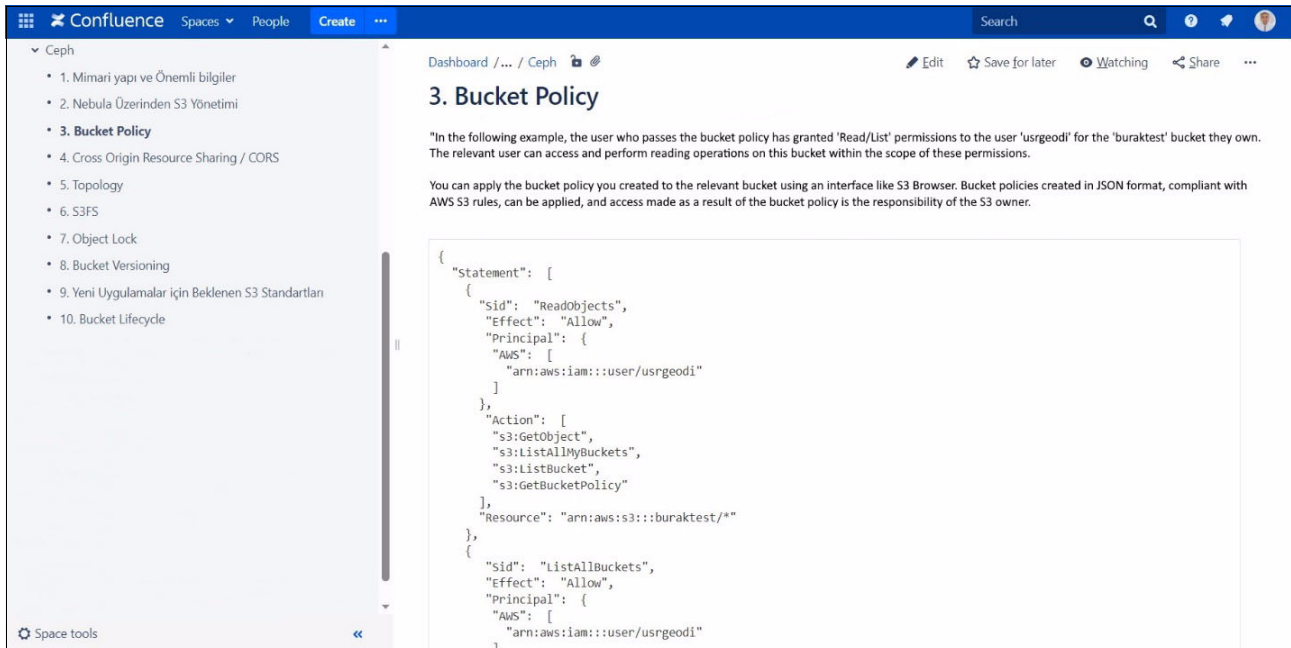 Confluence Spaces People Create ... Search
Ceph
1. Mimari yapı ve Önemli bilgiler
2. Nebula Üzerinden S3 Yönetimi
3. Bucket Policy
4. Cross Origin Resource Sharing / CORS
5. Topology
6. S3FS
7. Object Lock
8. Bucket Versioning
9. Yeni Uygulamalar için Beklenen S3 Standartları
10. Bucket Lifecycle
Space tools
Dashboard /... / Ceph Edit Save for later Watching Share ...
3. Bucket Policy
"In the following example, the user who passes the bucket policy has granted 'Read/List' permissions to the user 'usrgeodi' for the 'buraktest' bucket they own.
The relevant user can access and perform reading operations on this bucket within the scope of these permissions.
You can apply the bucket policy you created to the relevant bucket using an interface like S3 Browser. Bucket policies created in JSON format, compliant with
AWS S3 rules, can be applied, and access made as a result of the bucket policy is the responsibility of the S3 owner.
{
"Statement": [
{
"Sid": "ReadObjects",
"Effect": "Allow",
"Principal": {
"AWS": [
"arn:aws:iam:::user/usrgeodi"
]
},
"Action": [
"s3:GetObject",
"s3:ListAllMyBuckets",
"s3:ListBucket",
"s3:GetBucketPolicy"
],
"Resource": "arn:aws:s3:::buraktest/*"
},
{
"Sid": "ListAllBuckets",
"Effect": "Allow",
"Principal": {
"AWS": [
"arn:aws:iam:::user/usrgeodi"
]